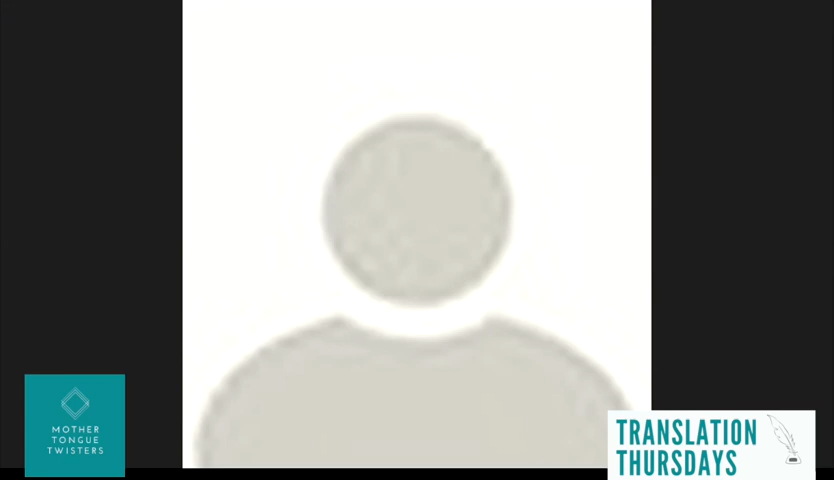 MOTHER
TONGUE
TWISTERS
TRANSLATION
THURSDAYS